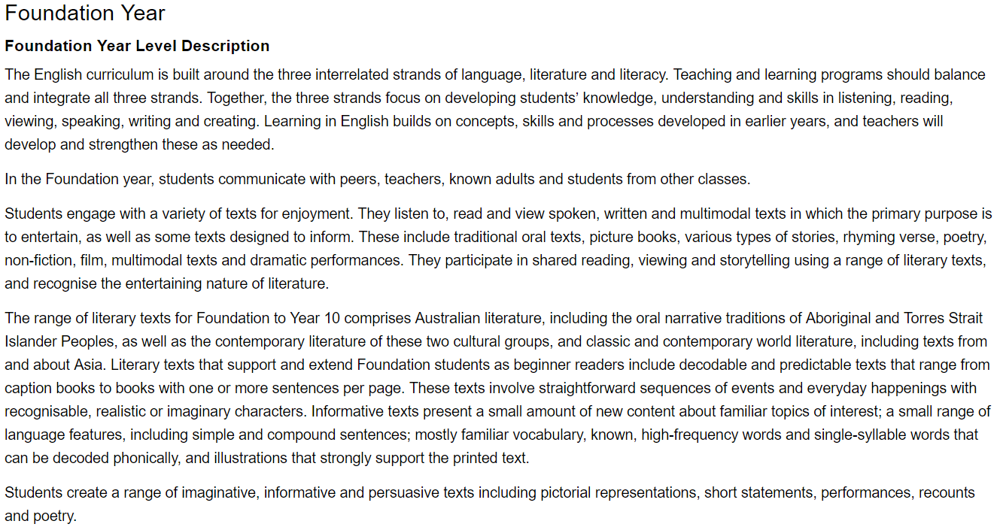 Foundation Year
Foundation Year Level Description
The English curriculum is built around the three interrelated strands of language, literature and literacy. Teaching and learning programs should balance
and integrate all three strands. Together, the three strands focus on developing students’ knowledge, understanding and skills in listening, reading,
viewing, speaking, writing and creating. Learning in English builds on concepts, skills and processes developed in earlier years, and teachers will
develop and strengthen these as needed.
In the Foundation year, students communicate with peers, teachers, known adults and students from other classes.
Students engage with a variety of texts for enjoyment. They listen to, read and view spoken, written and multimodal texts in which the primary purpose is
to entertain, as well as some texts designed to inform. These include traditional oral texts, picture books, various types of stories, rhyming verse, poetry,
non-fiction, film, multimodal texts and dramatic performances. They participate in shared reading, viewing and storytelling using a range of literary texts,
and recognise the entertaining nature of literature.
The range of literary texts for Foundation to Year 10 comprises Australian literature, including the oral narrative traditions of Aboriginal and Torres Strait
Islander Peoples, as well as the contemporary literature of these two cultural groups, and classic and contemporary world literature, including texts from
and about Asia. Literary texts that support and extend Foundation students as beginner readers include decodable and predictable texts that range from
caption books to books with one or more sentences per page. These texts involve straightforward sequences of events and everyday happenings with
recognisable, realistic or imaginary characters. Informative texts present a small amount of new content about familiar topics of interest; a small range of
language features, including simple and compound sentences; mostly familiar vocabulary, known, high-frequency words and single-syllable words that
can be decoded phonically, and illustrations that strongly support the printed text.
Students create a range of imaginative, informative and persuasive texts including pictorial representations, short statements, performances, recounts
and poetry.